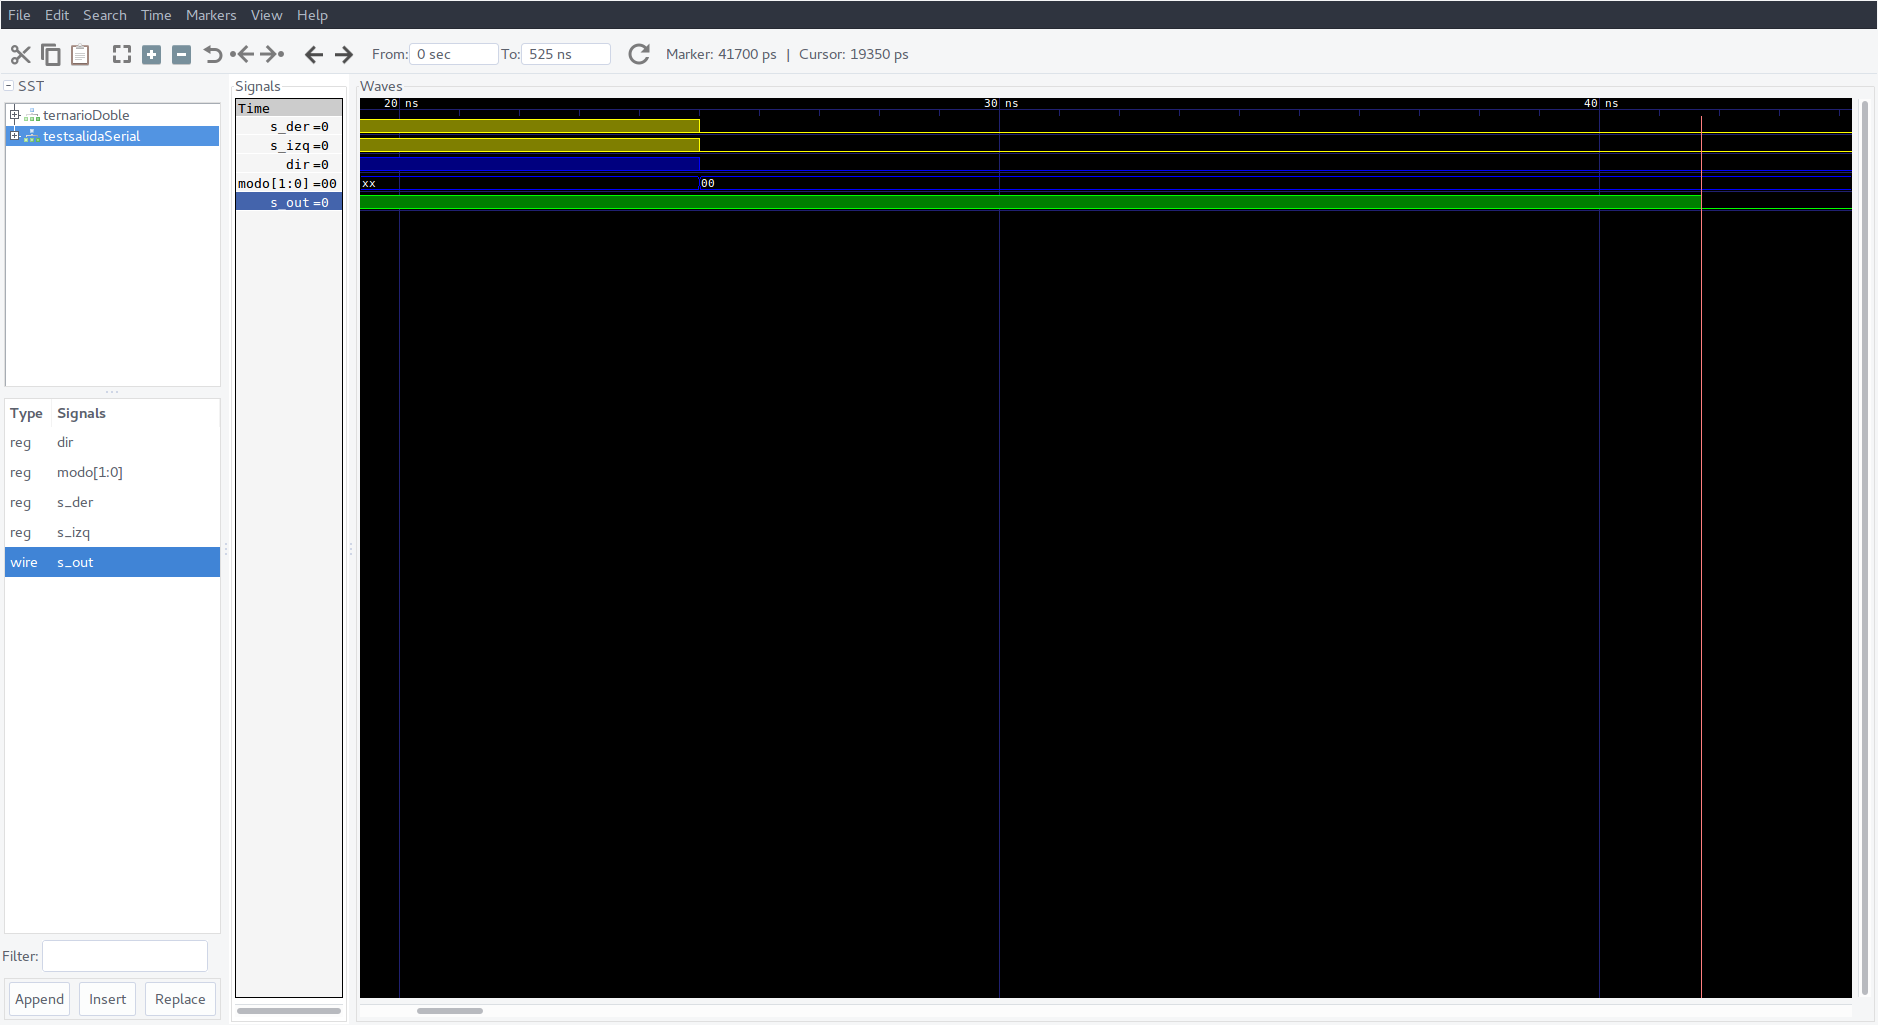 File Edit Search Time Markers View Help
From: 0 sec To: 525 ns Marker: 41700 ps | Cursor: 19350 ps
SST
ternarioDoble
testsalidaSerial
Type Signals
reg dir
reg modo[1:0]
reg s_der
reg s_izq
wire s_out
Filter:
Append Insert Replace
Signals
Time
s_der=0
s_izq=0
dir=0
modo[1:0]=00
s_out=0
Waves
20 ns 30 ns 40 ns
xx 00